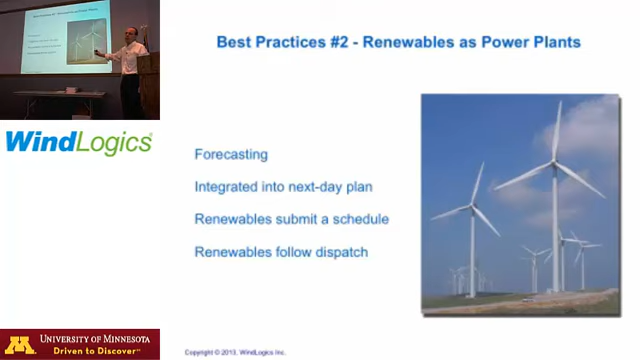 Best Practices #2 - Renewables as Power Plants
WindLogics®
Forecasting
Integrated into next-day plan
Renewables submit a schedule
Renewables follow dispatch
M UNIVERSITY OF MINNESOTA
Driven to Discover℠
Copyright © 2013, WindLogics Inc.